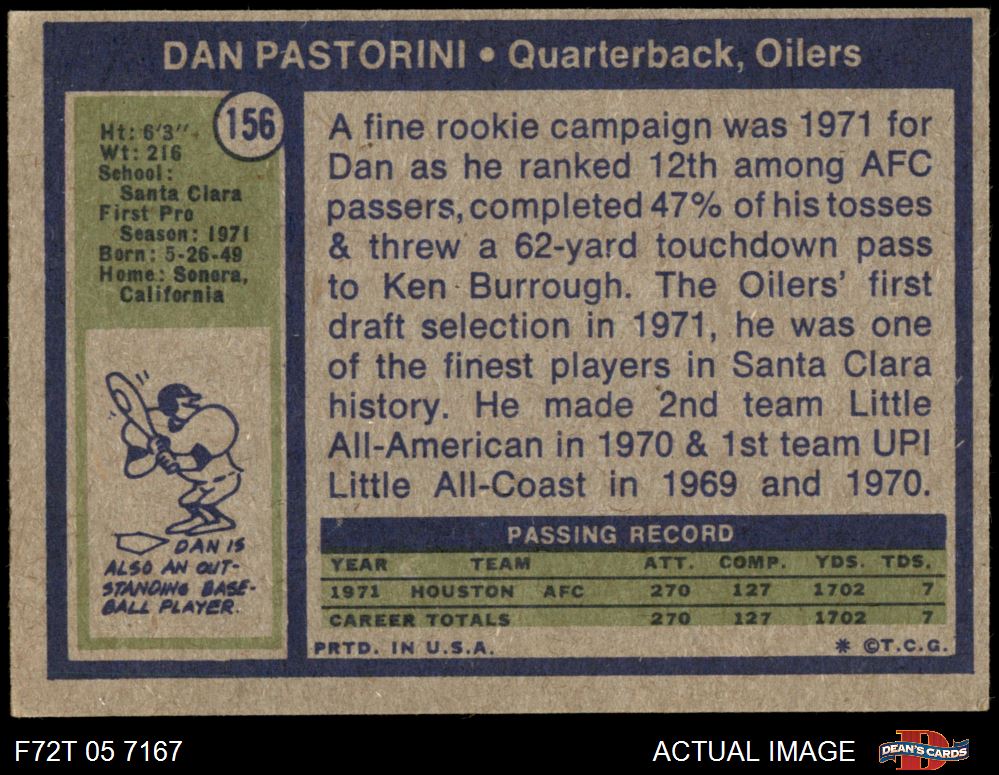 DAN PASTORINI • Quarterback, Oilers
156
Ht: 6'3"
Wt: 216
School:
Santa Clara
First Pro
Season: 1971
Born: 5-26-49
Home: Sonora,
California
DAN IS
ALSO AN OUT-
STANDING BASE-
BALL PLAYER.
A fine rookie campaign was 1971 for
Dan as he ranked 12th among AFC
passers, completed 47% of his tosses
& threw a 62-yard touchdown pass
to Ken Burrough. The Oilers' first
draft selection in 1971, he was one
of the finest players in Santa Clara
history. He made 2nd team Little
All-American in 1970 & 1st team UPI
Little All-Coast in 1969 and 1970.
PASSING RECORD
YEAR TEAM ATT. COMP. YDS. TDS.
1971 HOUSTON AFC 270 127 1702 7
CAREER TOTALS 270 127 1702 7
PRTD. IN U.S.A. * ©T.C.G.
F72T 05 7167 ACTUAL IMAGE D DEAN'S CARDS